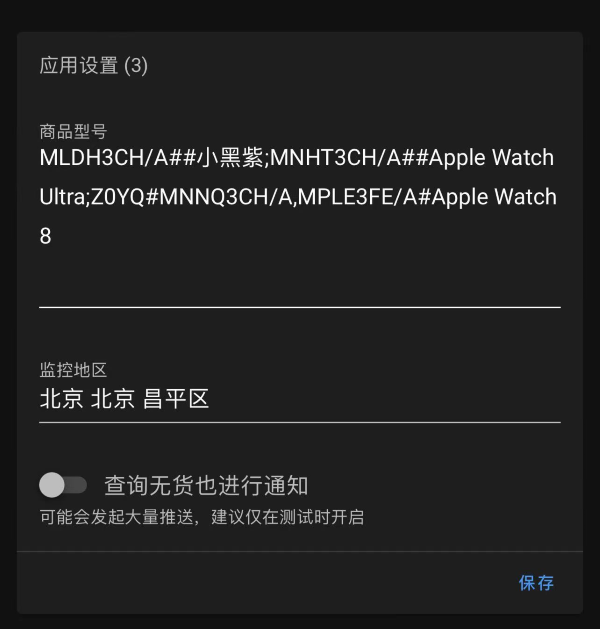 应用设置 (3)
商品型号
MLDH3CH/A##小黑紫;MNHT3CH/A##Apple Watch
Ultra;Z0YQ#MNNQ3CH/A,MPLE3FE/A#Apple Watch
8
监控地区
北京 北京 昌平区
查询无货也进行通知
可能会发起大量推送，建议仅在测试时开启
保存